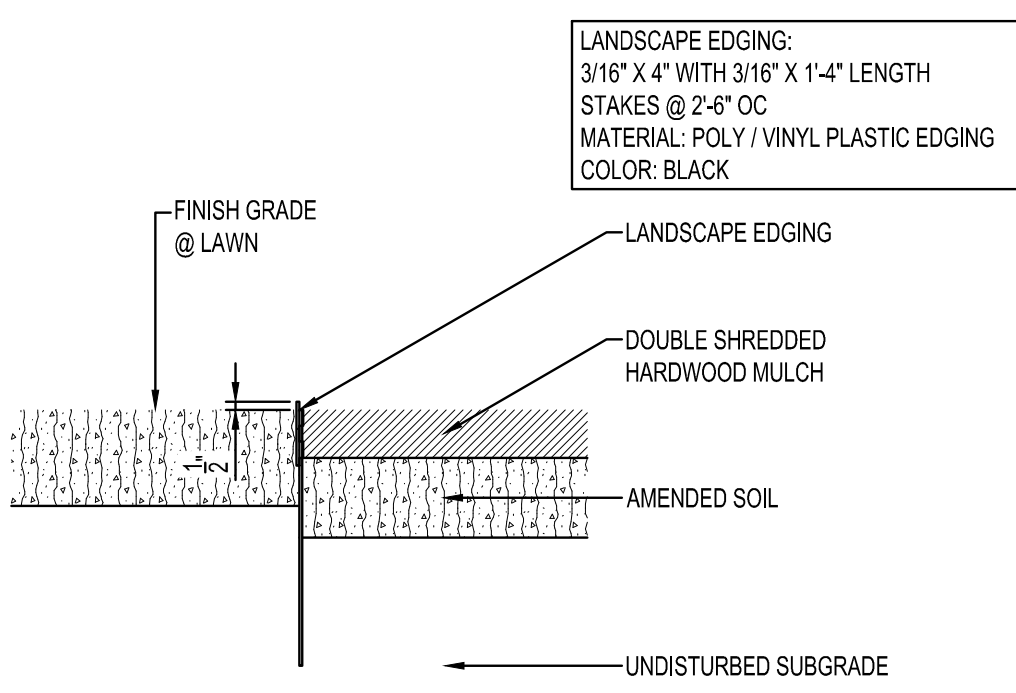 LANDSCAPE EDGING:
3/16" X 4" WITH 3/16" X 1'-4" LENGTH
STAKES @ 2'-6" OC
MATERIAL: POLY / VINYL PLASTIC EDGING
COLOR: BLACK
FINISH GRADE
@ LAWN
LANDSCAPE EDGING
DOUBLE SHREDDED
HARDWOOD MULCH
1/2"
AMENDED SOIL
UNDISTURBED SUBGRADE